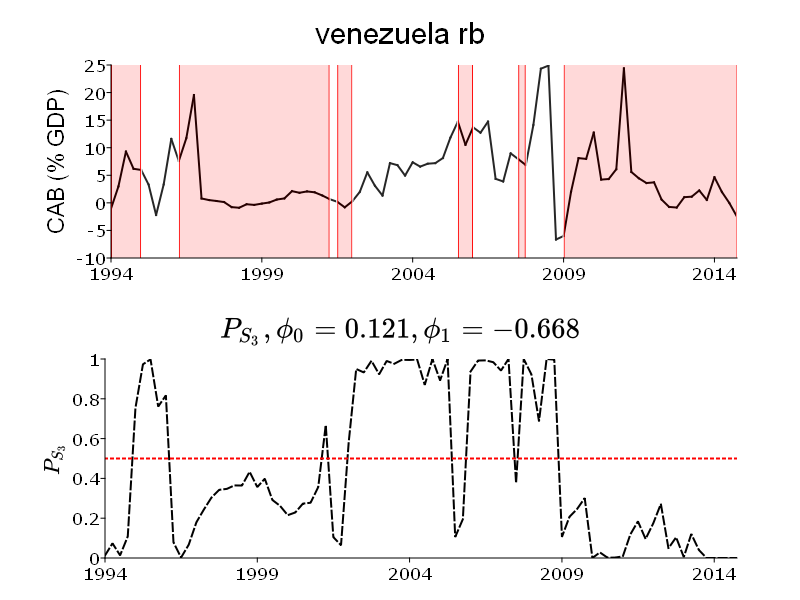 venezuela rb
CAB (% GDP)
25
20
15
10
5
0
-5
-10
1994 1999 2004 2009 2014
$P_{S_3}, \phi_0 = 0.121, \phi_1 = -0.668$
$P_{S_3}$
1
0.8
0.6
0.4
0.2
0
1994 1999 2004 2009 2014